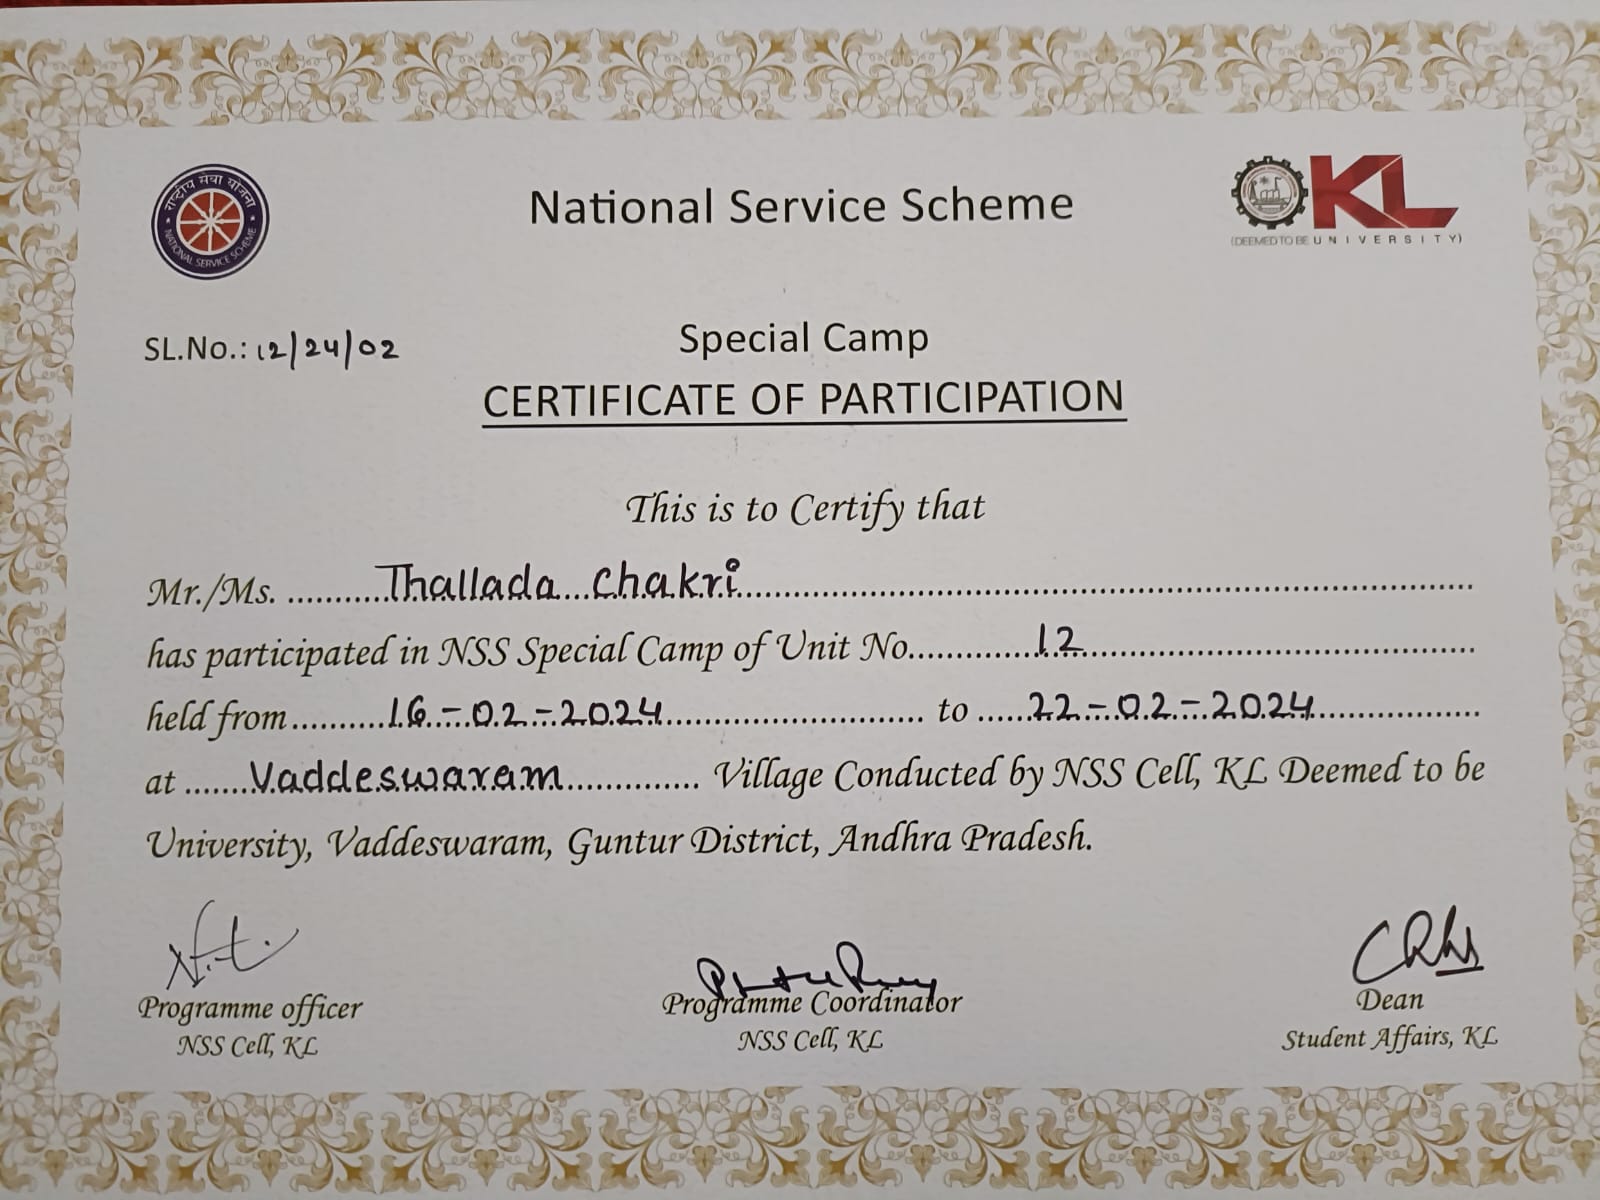 राष्ट्रीय सेवा योजना
NATIONAL SERVICE SCHEME
National Service Scheme
KL
(DEEMED TO BE UNIVERSITY)
SL.No.: 12/24/02
Special Camp
CERTIFICATE OF PARTICIPATION
This is to Certify that
Mr./Ms. ...........Thallada...Chakri...........
has participated in NSS Special Camp of Unit No.............12...........
held from..........16-02-2024.......... to ......22-02-2024..........
at .......Vaddeswaram.............. Village Conducted by NSS Cell, KL Deemed to be
University, Vaddeswaram, Guntur District, Andhra Pradesh.
Programme officer
NSS Cell, KL
Programme Coordinator
NSS Cell, KL
Dean
Student Affairs, KL